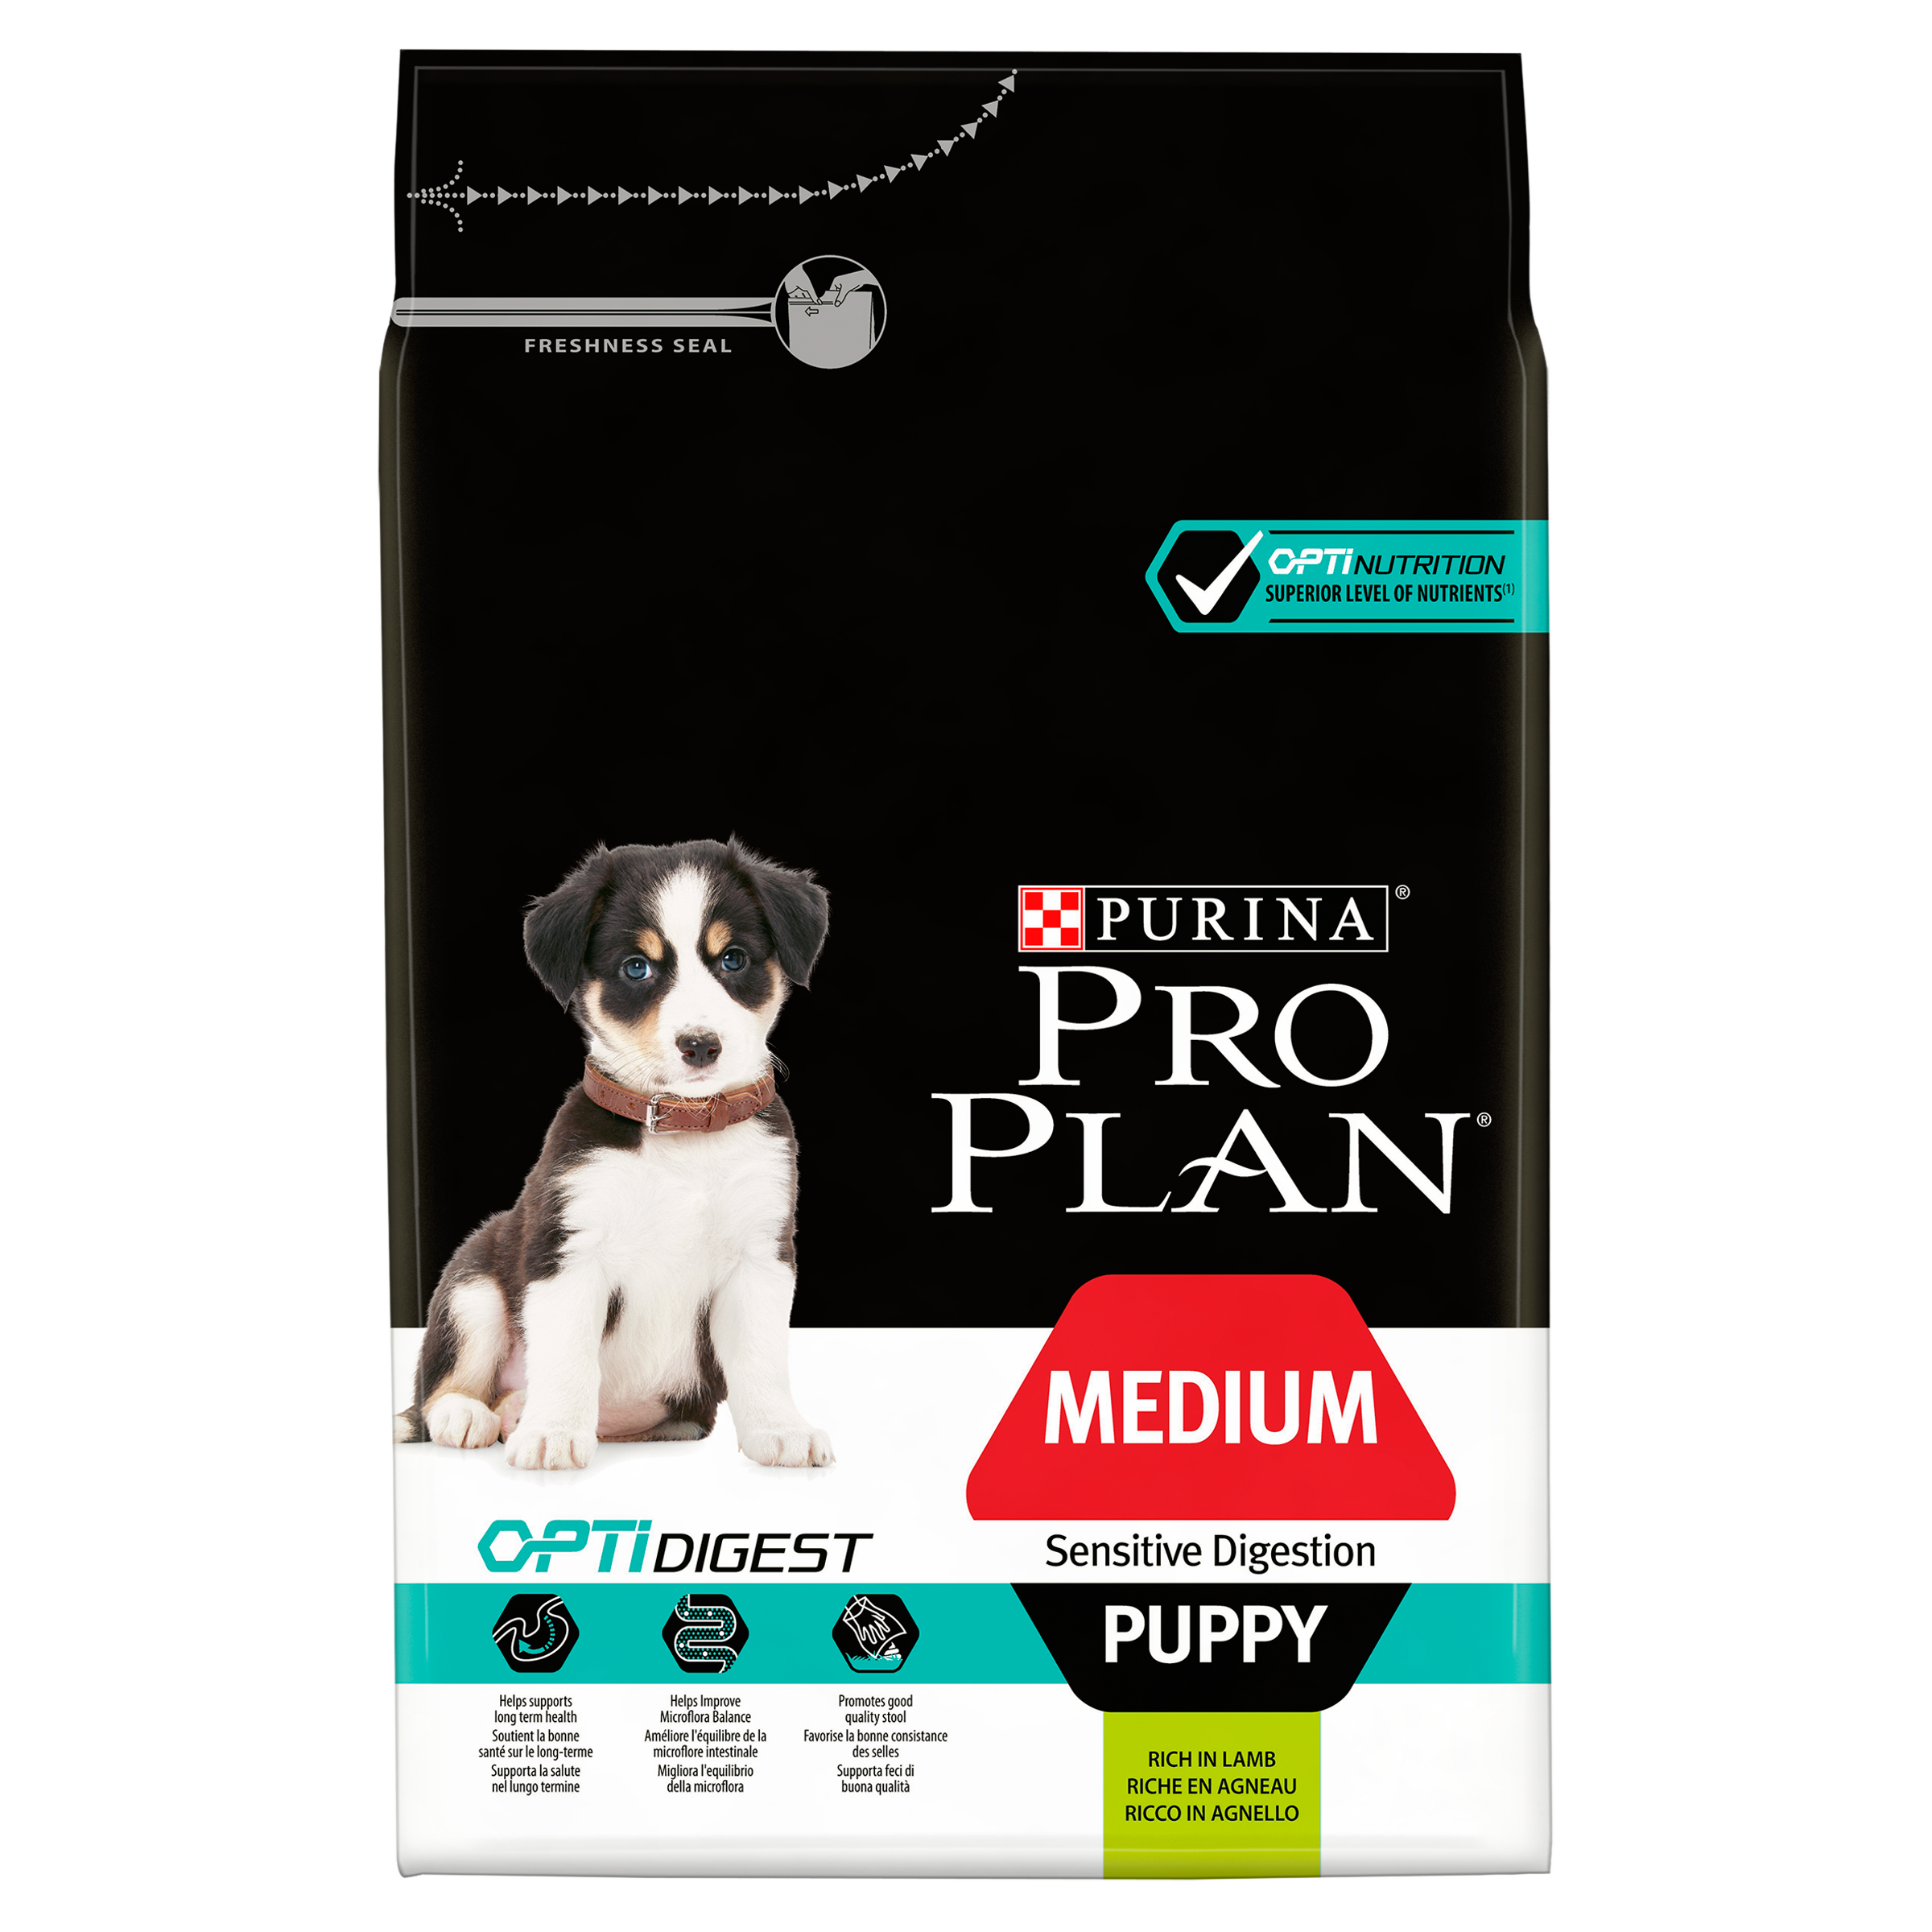 FRESHNESS SEAL
OPTINUTRITION
SUPERIOR LEVEL OF NUTRIENTS(1)
PURINA®
PRO
PLAN®
MEDIUM
Sensitive Digestion
PUPPY
RICH IN LAMB
RICHE EN AGNEAU
RICCO IN AGNELLO
OPTIDIGEST
Helps supports
long term health
Soutient la bonne
santé sur le long-terme
Supporta la salute
nel lungo termine
Helps Improve
Microflora Balance
Améliore l'équilibre de la
microflore intestinale
Migliora l'equilibrio
della microflora
Promotes good
quality stool
Favorise la bonne consistance
des selles
Supporta feci di
buona qualità